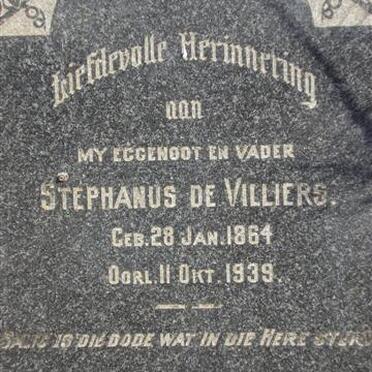 Liefdevolle Herinnering
aan
MY EGGENOOT EN VADER
STEPHANUS DE VILLIERS.
GEB. 28 JAN. 1864
OORL. 11 OKT. 1939.
SALIG IS DIE DODE WAT IN DIE HERE STERF